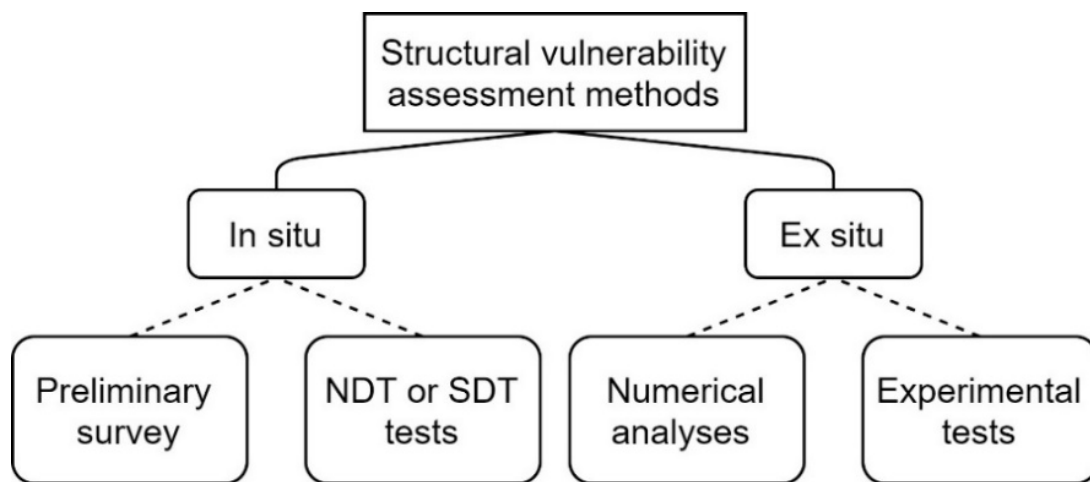 Structural vulnerability
assessment methods
In situ
Ex situ
Preliminary
survey
NDT or SDT
tests
Numerical
analyses
Experimental
tests